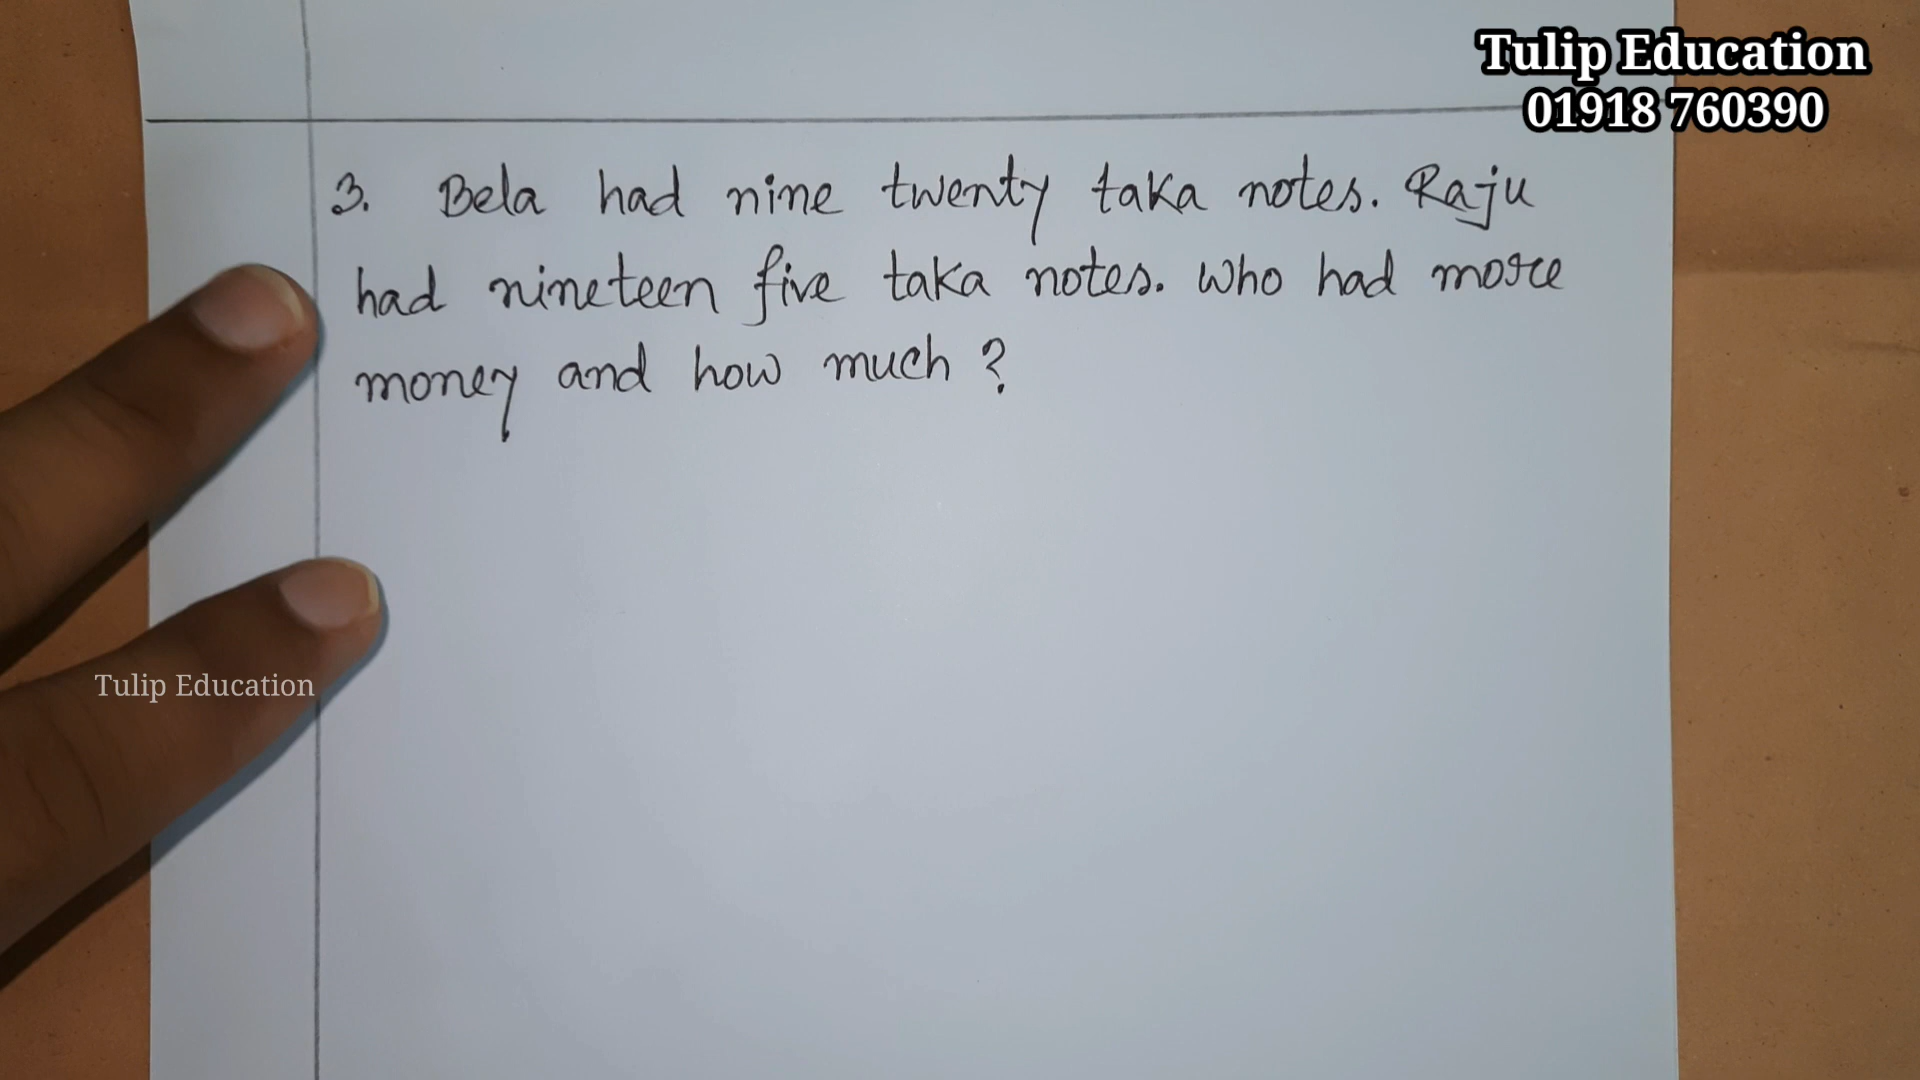 Tulip Education
01918 760390
3. Bela had nine twenty taka notes. Raju
had nineteen five taka notes. Who had more
money and how much ?
Tulip Education